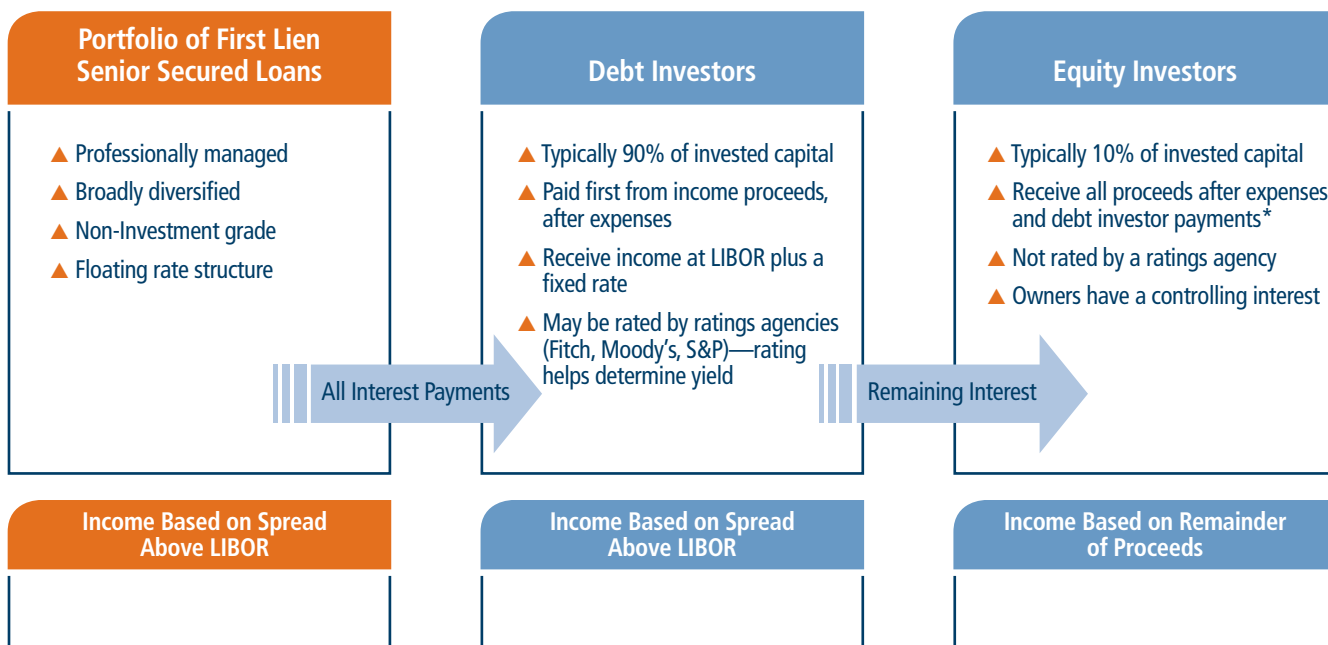 Portfolio of First Lien
Senior Secured Loans
▲ Professionally managed
▲ Broadly diversified
▲ Non-Investment grade
▲ Floating rate structure
All Interest Payments
Debt Investors
▲ Typically 90% of invested capital
▲ Paid first from income proceeds,
after expenses
▲ Receive income at LIBOR plus a
fixed rate
▲ May be rated by ratings agencies
(Fitch, Moody’s, S&P)—rating
helps determine yield
Remaining Interest
Equity Investors
▲ Typically 10% of invested capital
▲ Receive all proceeds after expenses
and debt investor payments*
▲ Not rated by a ratings agency
▲ Owners have a controlling interest
Income Based on Spread
Above LIBOR
Income Based on Spread
Above LIBOR
Income Based on Remainder
of Proceeds